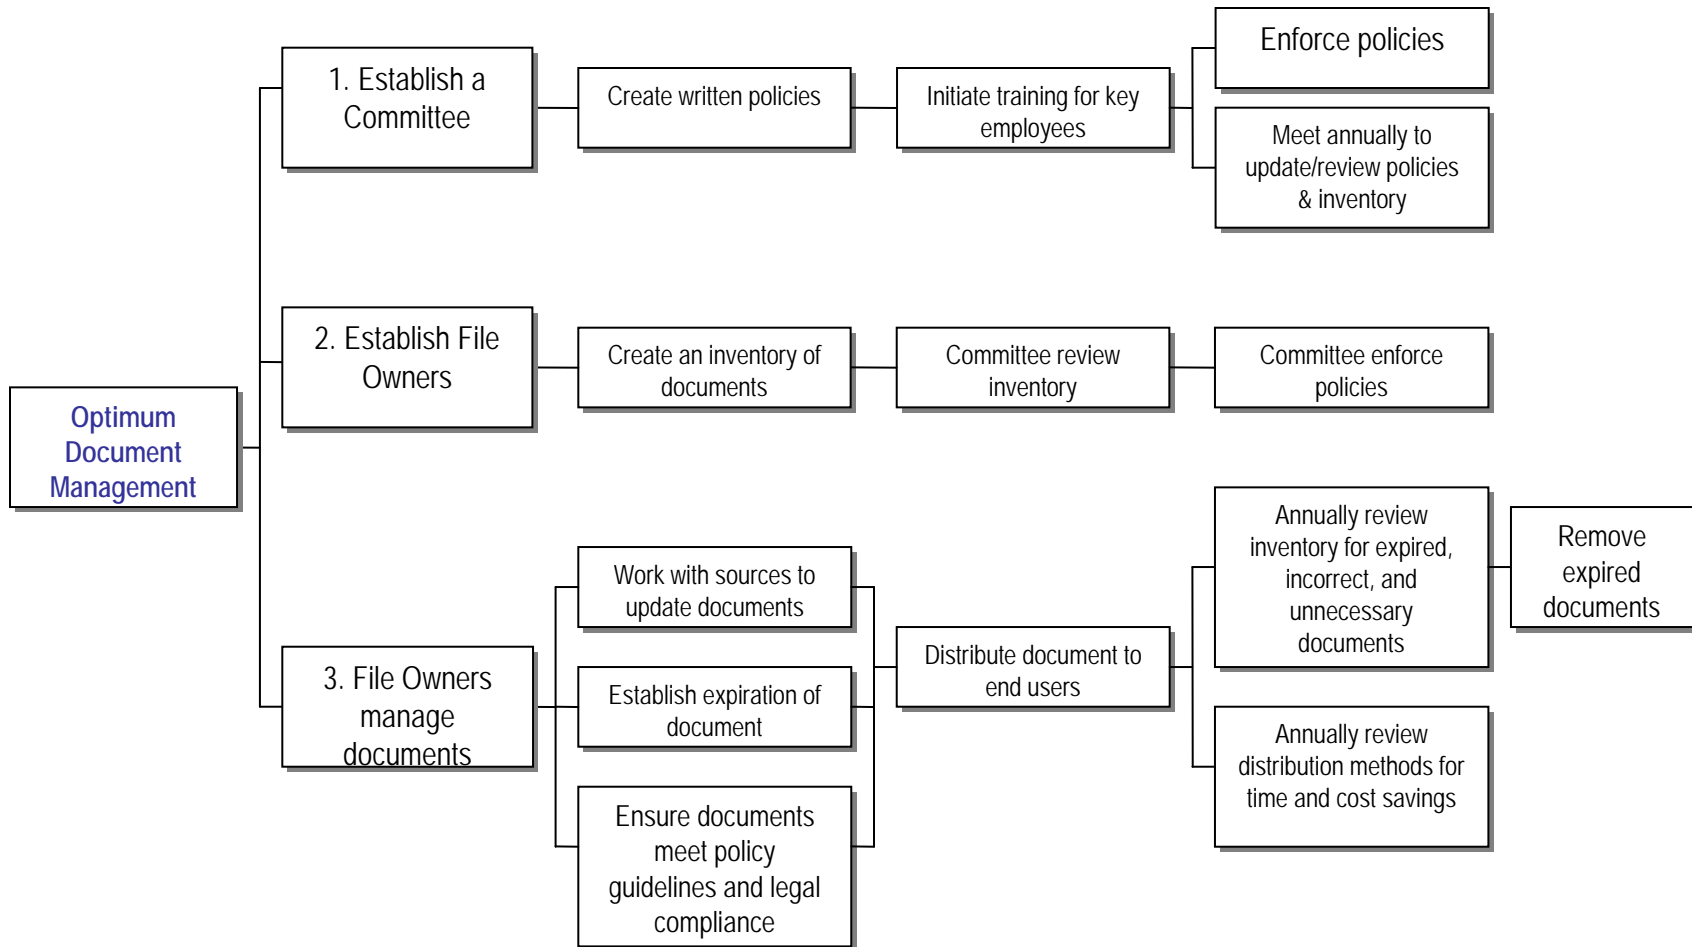 Optimum
Document
Management
1. Establish a
Committee
Create written policies
Initiate training for key
employees
Enforce policies
Meet annually to
update/review policies
& inventory
2. Establish File
Owners
Create an inventory of
documents
Committee review
inventory
Committee enforce
policies
3. File Owners
manage
documents
Work with sources to
update documents
Establish expiration of
document
Ensure documents
meet policy
guidelines and legal
compliance
Distribute document to
end users
Annually review
inventory for expired,
incorrect, and
unnecessary
documents
Remove
expired
documents
Annually review
distribution methods for
time and cost savings